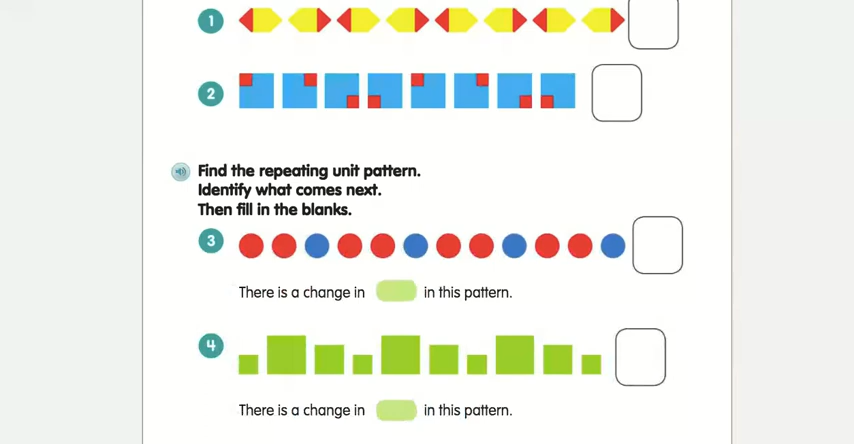 1
2
Find the repeating unit pattern.
Identify what comes next.
Then fill in the blanks.
3
There is a change in in this pattern.
4
There is a change in in this pattern.